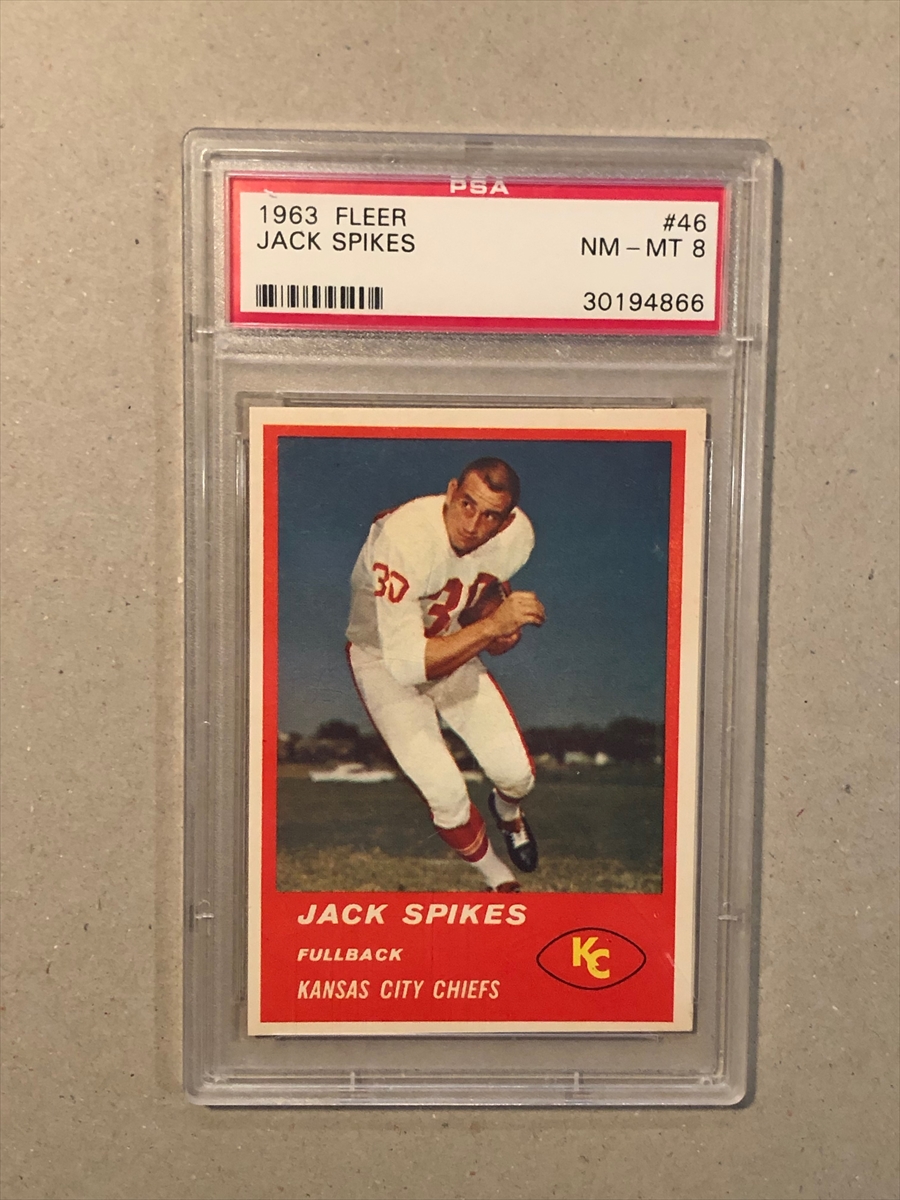 PSA
1963 FLEER #46
JACK SPIKES NM - MT 8
30194866
30
30
JACK SPIKES
FULLBACK
KC
KANSAS CITY CHIEFS